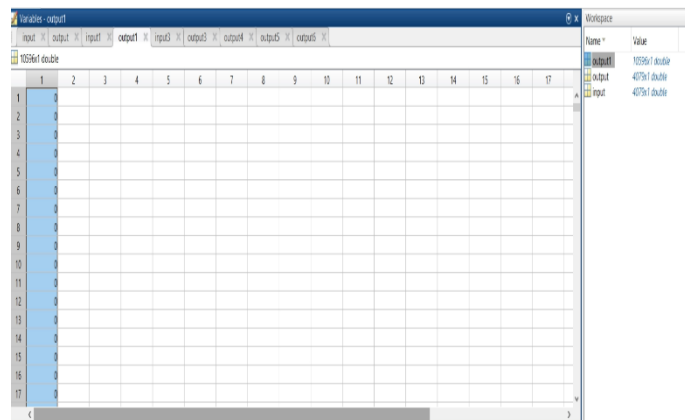 Variables - output1
input output input1 output1 input3 output3 output4 output5 output6
10596x1 double
1 2 3 4 5 6 7 8 9 10 11 12 13 14 15 16 17
1 0
2 0
3 0
4 0
5 0
6 0
7 0
8 0
9 0
10 0
11 0
12 0
13 0
14 0
15 0
16 0
17 0
Workspace
Name Value
output1 10596x1 double
output 4079x1 double
input 4079x1 double